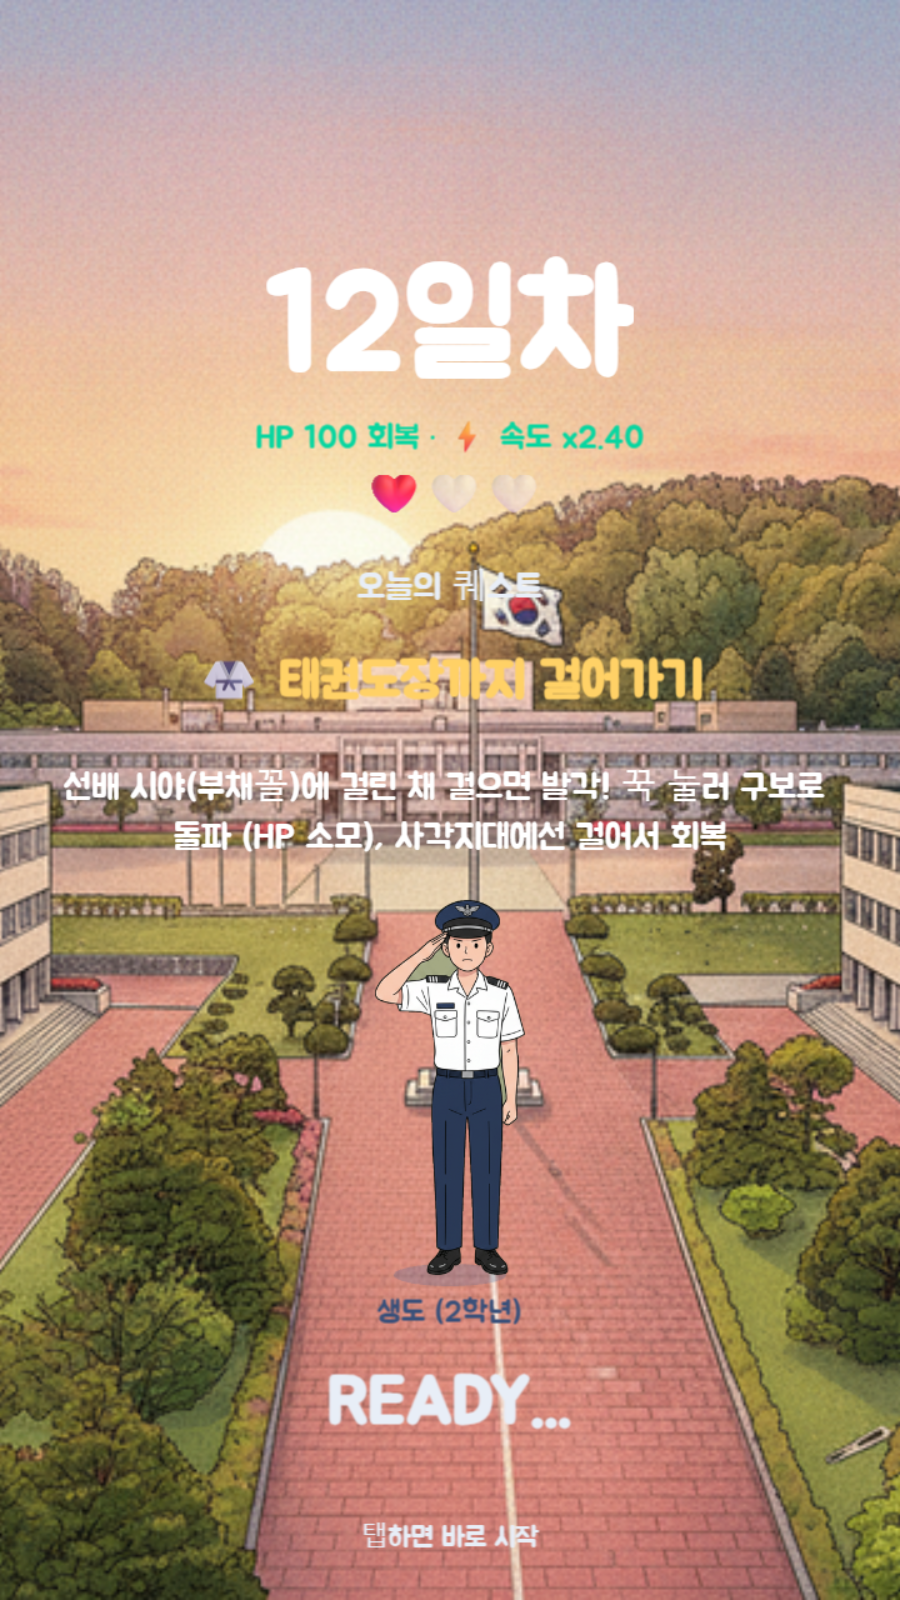 12일차
HP 100 회복 · ⚡ 속도 x2.40
오늘의 퀘스트
태권도장까지 걸어가기
선배 시야(부채꼴)에 걸린 채 걸으면 발각! 꾹 눌러 구보로
돌파 (HP 소모), 사각지대에선 걸어서 회복
생도 (2학년)
READY...
탭하면 바로 시작